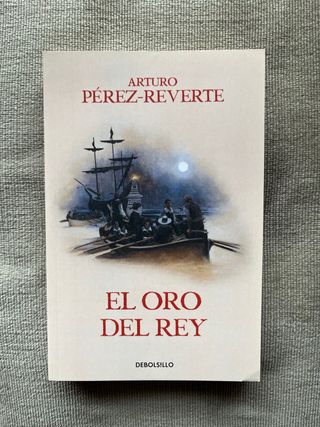 ARTURO
PÉREZ-REVERTE
EL ORO
DEL REY
DEBOLSILLO